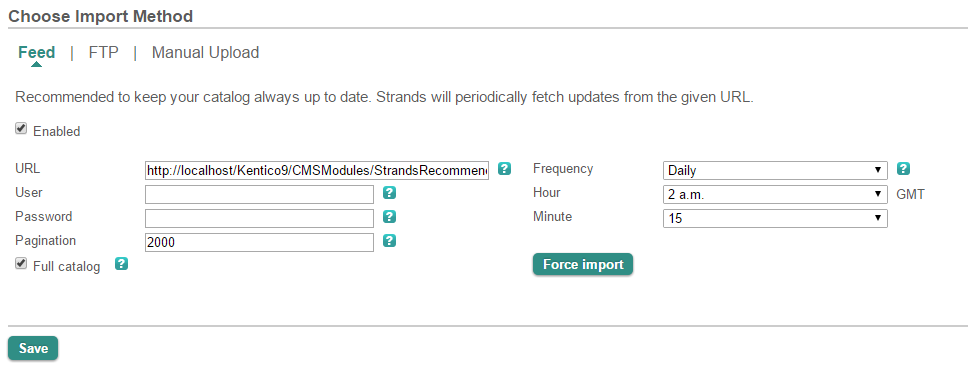 Choose Import Method
Feed | FTP | Manual Upload
Recommended to keep your catalog always up to date. Strands will periodically fetch updates from the given URL.
Enabled
URL http://localhost/Kentico9/CMSModules/StrandsRecommen ? Frequency Daily ?
User ? Hour 2 a.m. GMT
Password ? Minute 15
Pagination 2000 ?
Full catalog ? Force import
Save